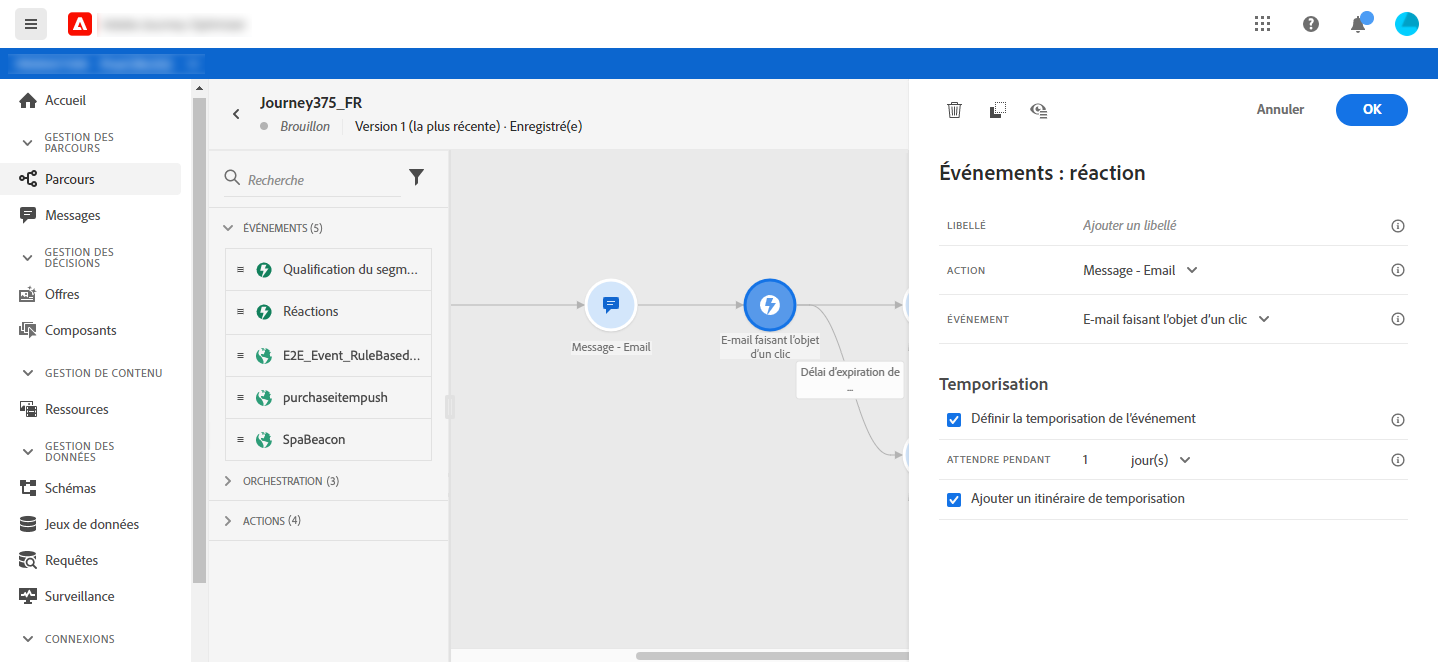 Journey375_FR
Brouillon
Version 1 (la plus récente) · Enregistré(e)
Accueil
GESTION DES
PARCOURS
Parcours
Messages
GESTION DES
DÉCISIONS
Offres
Composants
GESTION DE CONTENU
Ressources
GESTION DES
DONNÉES
Schémas
Jeux de données
Requêtes
Surveillance
CONNEXIONS
Recherche
ÉVÉNEMENTS (5)
Qualification du segm...
Réactions
E2E_Event_RuleBased...
purchaseitempush
SpaBeacon
ORCHESTRATION (3)
ACTIONS (4)
Message - Email
E-mail faisant l'objet
d'un clic
Délai d'expiration de
...
Annuler
OK
Événements : réaction
LIBELLÉ
Ajouter un libellé
ACTION
Message - Email
ÉVÉNEMENT
E-mail faisant l'objet d'un clic
Temporisation
Définir la temporisation de l'événement
ATTENDRE PENDANT
1
jour(s)
Ajouter un itinéraire de temporisation